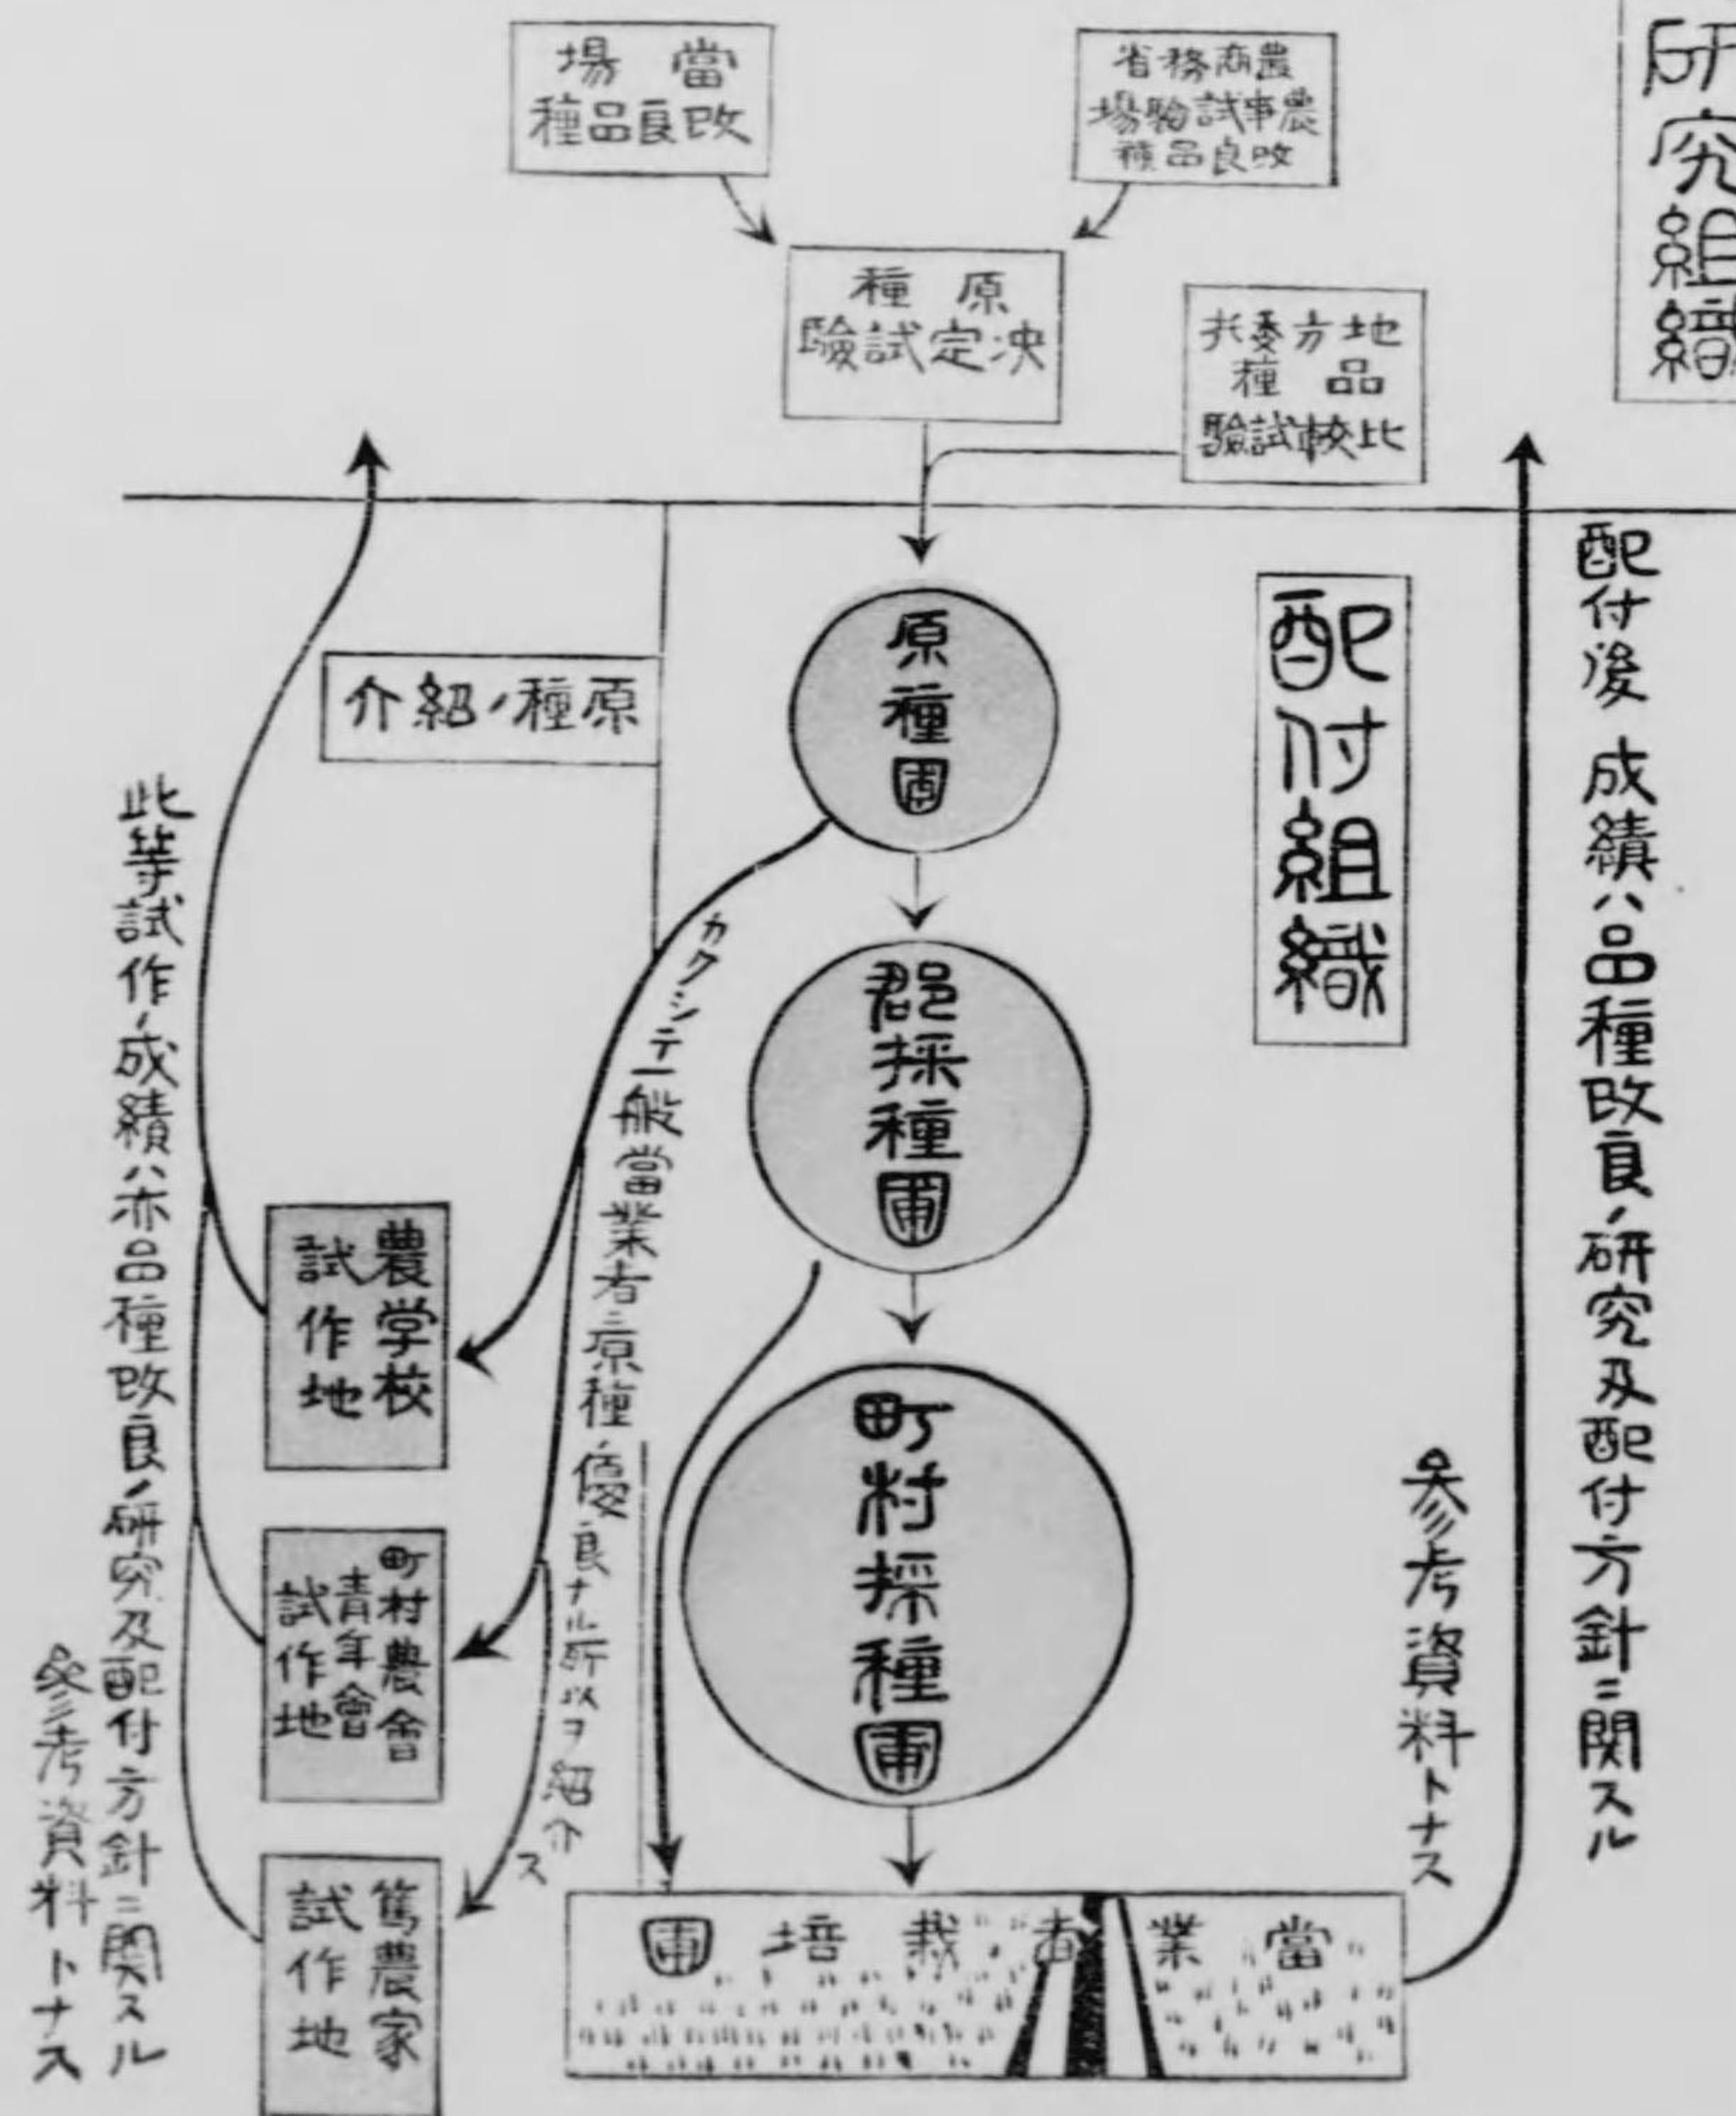 研究組織
農商務省
農事試驗場
改良品種
當場
改良品種
原種
決定試驗
地方委托
品種
比較試驗
配付組織
原種圃
郡採種圃
町村採種圃
當業者栽培圃
原種ノ紹介
カクシテ一般當業者ニ原種ノ優良ナル所以ヲ紹介ス
農学校
試作地
町村農會
青年會
試作地
篤農家
試作地
配付後ノ成績ハ品種改良ノ研究及配付方針ニ関スル
参考資料トナス
此等試作ノ成績ハ亦品種改良ノ研究及配付方針ニ関スル
参考資料トナス